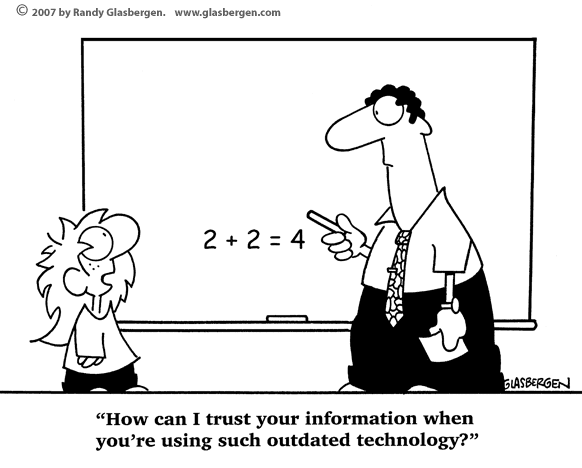 © 2007 by Randy Glasbergen. www.glasbergen.com
2 + 2 = 4
GLASBERGEN
“How can I trust your information when
you’re using such outdated technology?”